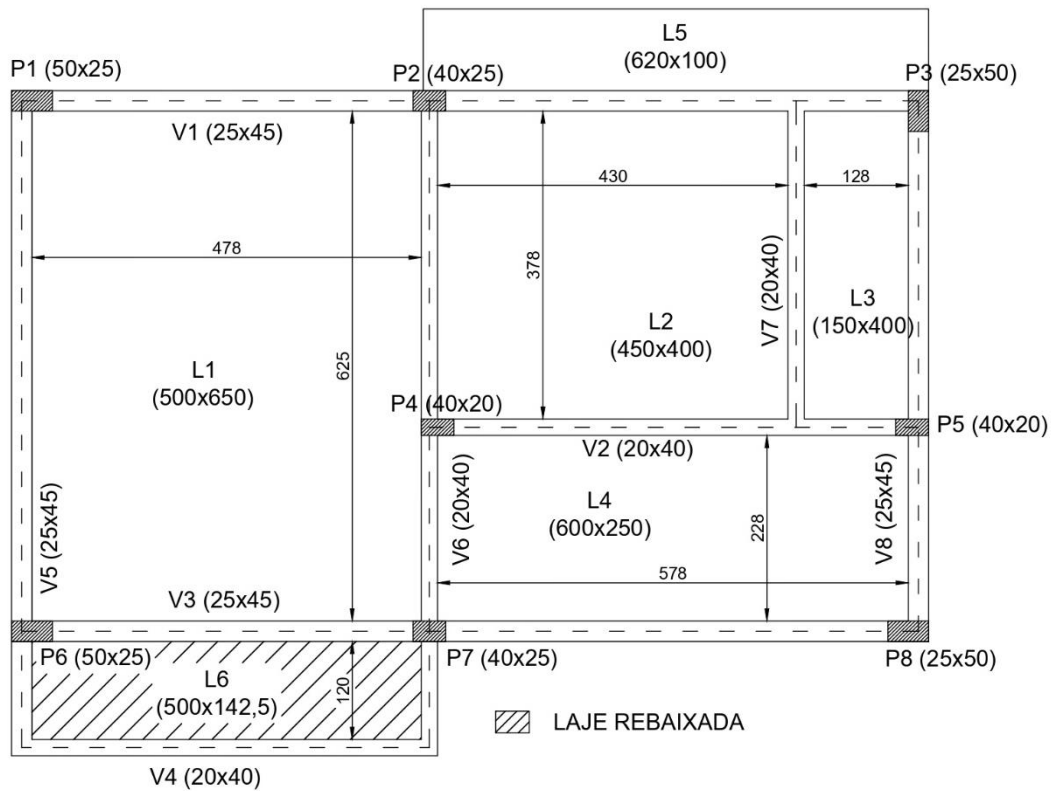 L5
(620x100)
P1 (50x25)
P2 (40x25)
P3 (25x50)
V1 (25x45)
430
128
478
378
625
V7 (20x40)
L3
(150x400)
L2
(450x400)
L1
(500x650)
P4 (40x20)
P5 (40x20)
V2 (20x40)
V5 (25x45)
V6 (20x40)
L4
(600x250)
228
V8 (25x45)
578
V3 (25x45)
P6 (50x25)
P7 (40x25)
P8 (25x50)
L6
(500x142,5)
120
LAJE REBAIXADA
V4 (20x40)